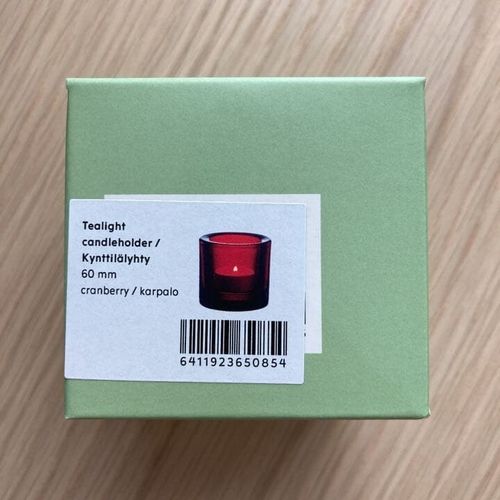 Tealight
candleholder /
Kynttilälyhty
60 mm
cranberry / karpalo
6411923650854